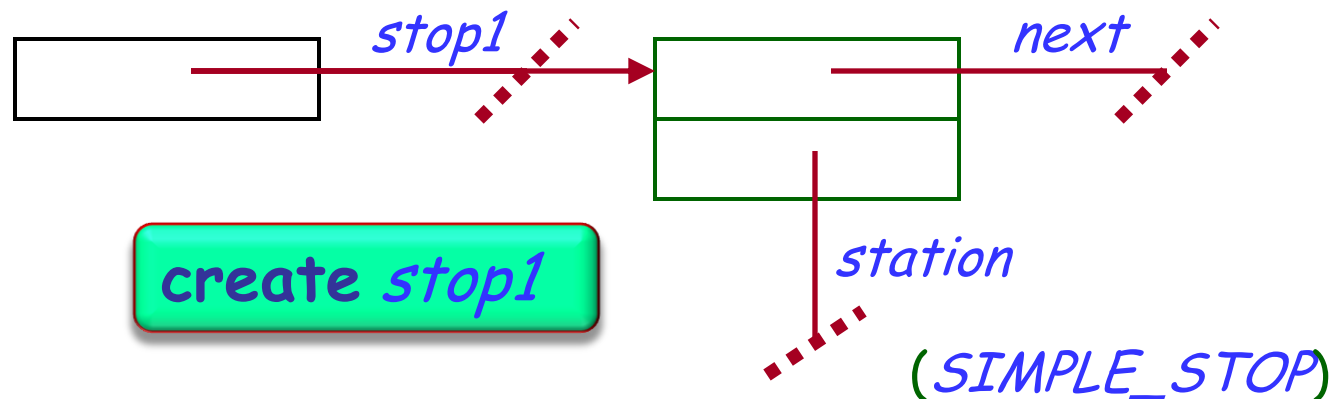 stop1
next
create stop1
station
(SIMPLE_STOP)